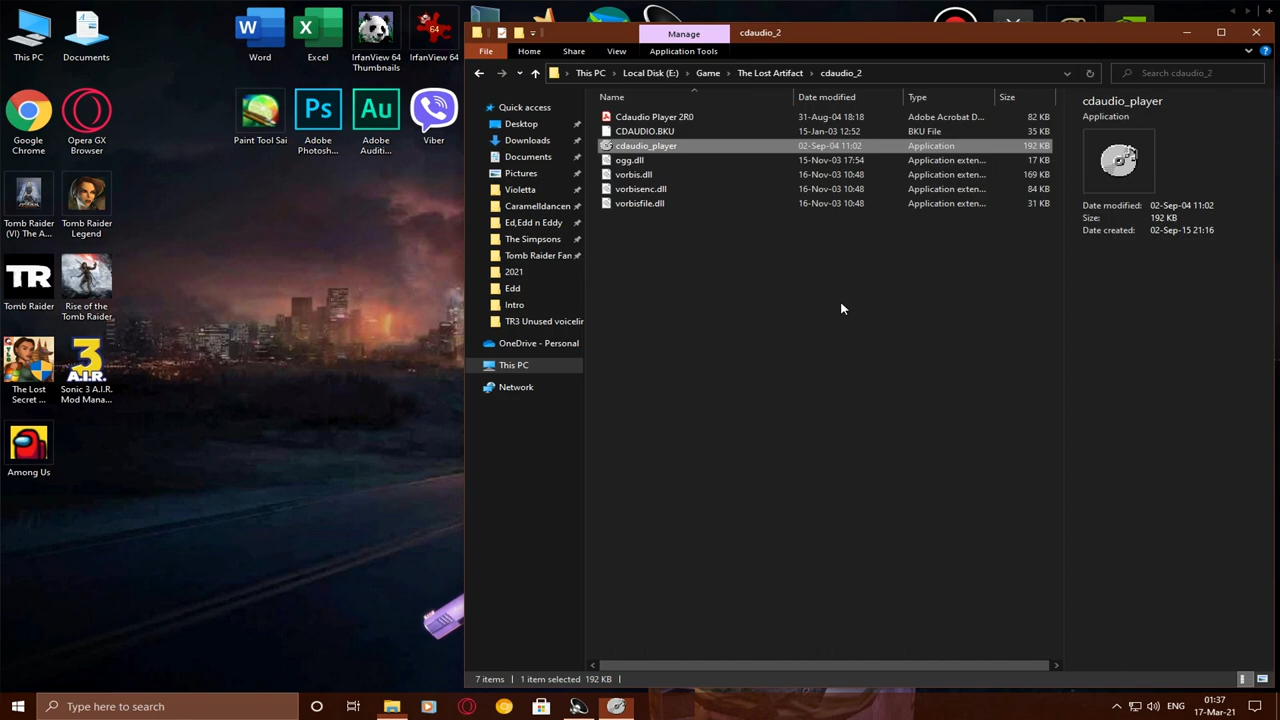 This PC
Documents
Word
Excel
IrfanView 64
Thumbnails
64
IrfanView 64
Google
Chrome
Opera GX
Browser
Paint Tool Sai
Ps
Adobe
Photosh...
Au
Adobe
Auditi...
Viber
Tomb Raider
(VI) The A...
Tomb Raider
Legend
TR
Tomb Raider
Rise of the
Tomb Raider
The Lost
Secret ...
3
A.I.R.
Sonic 3 A.I.R.
Mod Mana...
Among Us
Manage
cdaudio_2
File
Home
Share
View
Application Tools
This PC
Local Disk (E:)
Game
The Lost Artifact
cdaudio_2
Search cdaudio_2
Quick access
Desktop
Downloads
Documents
Pictures
Violetta
Caramelldancen
Ed,Edd n Eddy
The Simpsons
Tomb Raider Fan
2021
Edd
Intro
TR3 Unused voicelin
OneDrive - Personal
This PC
Network
Name Date modified Type Size
Cdaudio Player 2R0 31-Aug-04 18:18 Adobe Acrobat D... 82 KB
CDAUDIO.BKU 15-Jan-03 12:52 BKU File 35 KB
cdaudio_player 02-Sep-04 11:02 Application 192 KB
ogg.dll 15-Nov-03 17:54 Application exten... 17 KB
vorbis.dll 16-Nov-03 10:48 Application exten... 169 KB
vorbisenc.dll 16-Nov-03 10:48 Application exten... 84 KB
vorbisfile.dll 16-Nov-03 10:48 Application exten... 31 KB
cdaudio_player
Application
Date modified: 02-Sep-04 11:02
Size: 192 KB
Date created: 02-Sep-15 21:16
7 items 1 item selected 192 KB
Type here to search
ENG
01:37
17-Mar-21